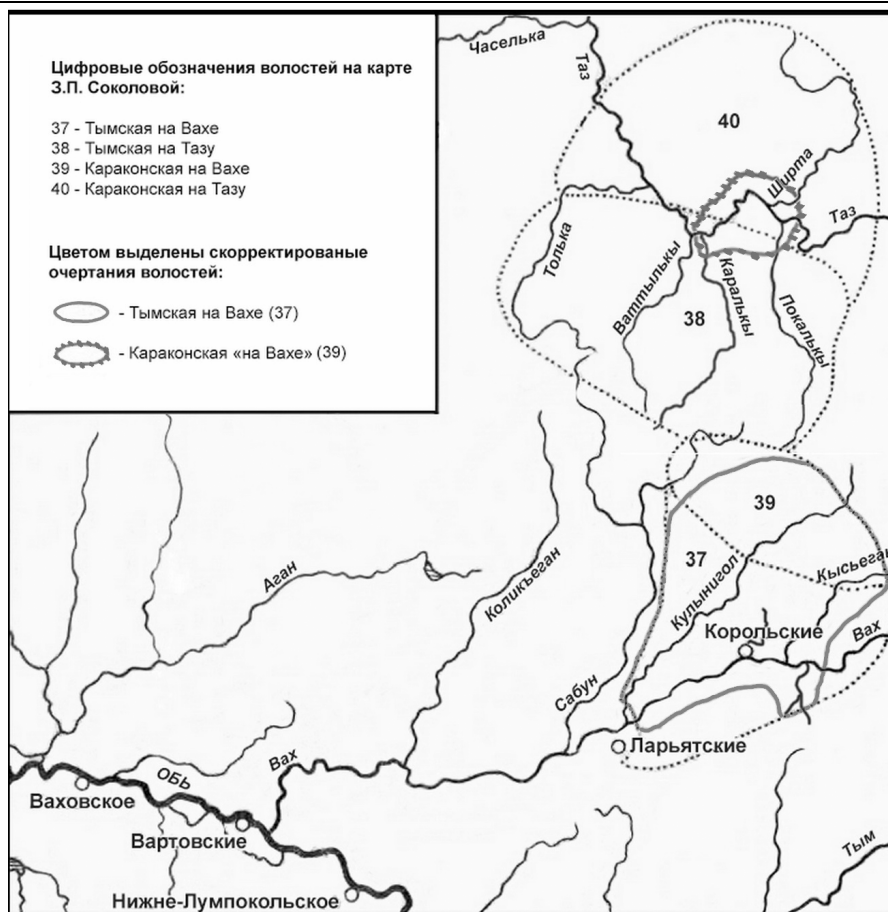 Цифровые обозначения волостей на карте
З.П. Соколовой:
37 - Тымская на Вахе
38 - Тымская на Тазу
39 - Караконская на Вахе
40 - Караконская на Тазу
Цветом выделены скорректированые
очертания волостей:
- Тымская на Вахе (37)
- Караконская «на Вахе» (39)
Часелька
Таз
40
Ширта
Таз
Толька
Ваттылькы
Каралькы
Покалькы
38
39
37
Кулынигол
Кысьеган
Коликъеган
Аган
Корольские
Вах
Сабун
Ларьятские
Вах
ОБЬ
Ваховское
Вартовские
Тым
Нижне-Лумпокольское